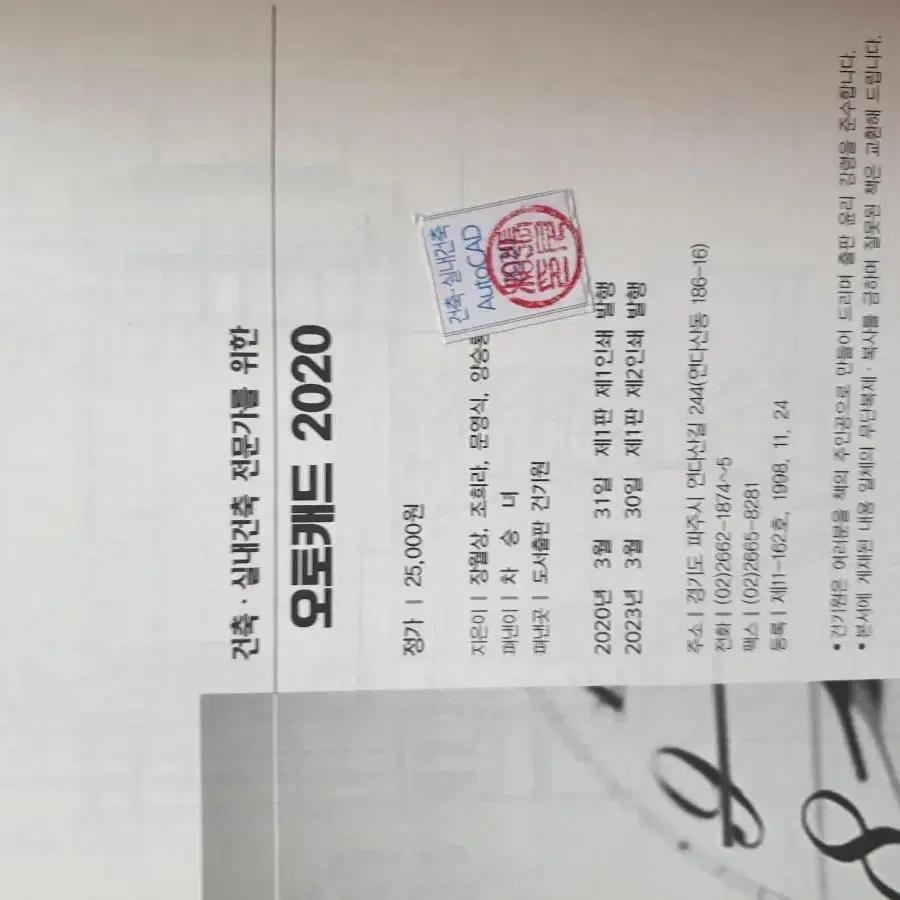 건축·실내건축 전문가를 위한
오토캐드 2020
정가 | 25,000원
지은이 | 장월상, 조희라, 문영식, 양승룡
펴낸이 | 차 승 녀
펴낸곳 | 도서출판 건기원
건축·실내건축
AutoCAD
2020년 3월 31일 제1판 제1인쇄 발행
2023년 3월 30일 제1판 제2인쇄 발행
주소 | 경기도 파주시 연다산길 244(연다산동 186-16)
전화 | (02)2662-1874~5
팩스 | (02)2665-8281
등록 | 제11-162호, 1998. 11. 24
• 건기원은 여러분을 책의 주인공으로 만들어 드리며 출판 윤리 강령을 준수합니다.
• 본서에 게재된 내용 일체의 무단복제·복사를 금하며 잘못된 책은 교환해 드립니다.
9
8